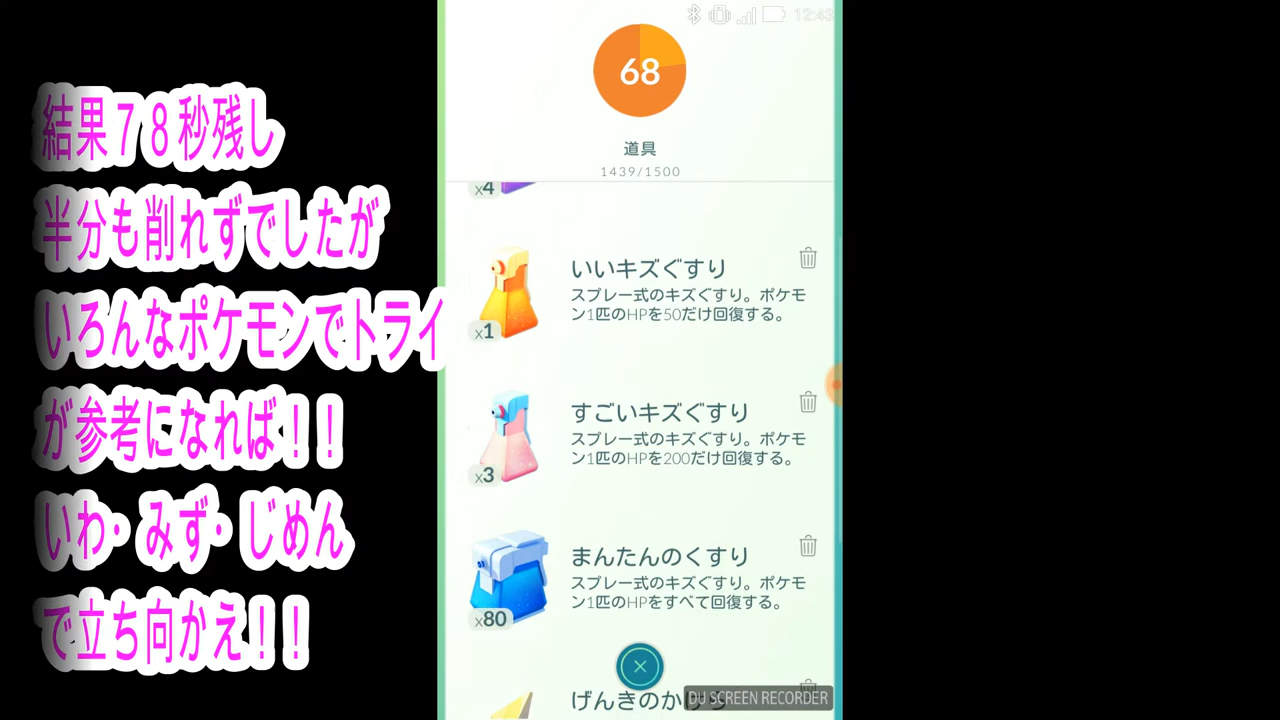 結果７８秒残し
半分も削れずでしたが
いろんなポケモンでトライ
が参考になれば！！
いわ・みず・じめん
で立ち向かえ！！
12:43
68
道具
1439/1500
x4
いいキズぐすり
スプレー式のキズぐすり。ポケモ
ン1匹のHPを50だけ回復する。
x1
すごいキズぐすり
スプレー式のキズぐすり。ポケモ
ン1匹のHPを200だけ回復する。
x3
まんたんのくすり
スプレー式のキズぐすり。ポケモ
ン1匹のHPをすべて回復する。
x80
げんきのかけら
DU SCREEN RECORDER